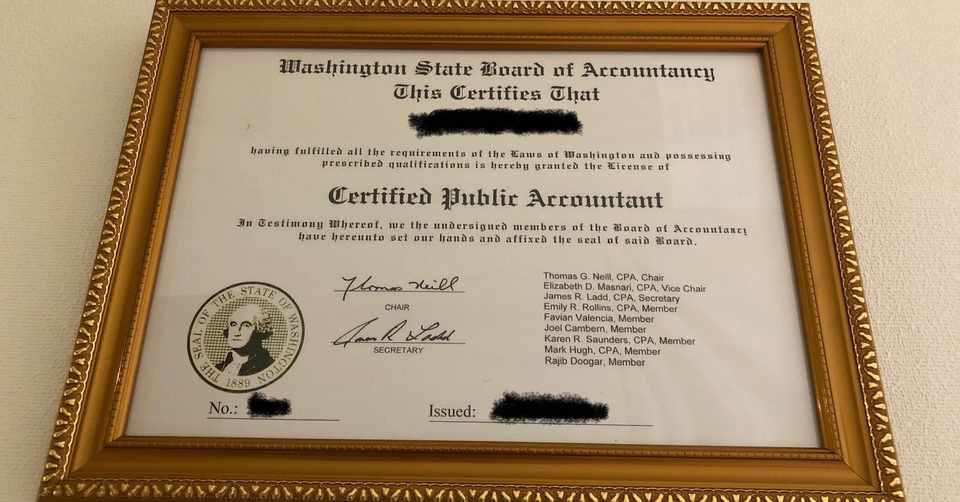 Washington State Board of Accountancy
This Certifies That
having fulfilled all the requirements of the Laws of Washington and possessing
prescribed qualifications is hereby granted the License of
Certified Public Accountant
In Testimony Whereof, we the undersigned members of the Board of Accountancy
have hereunto set our hands and affixed the seal of said Board.
Thomas Neill
CHAIR
James R Ladd
SECRETARY
Thomas G. Neill, CPA, Chair
Elizabeth D. Masnari, CPA, Vice Chair
James R. Ladd, CPA, Secretary
Emily R. Rollins, CPA, Member
Favian Valencia, Member
Joel Cambern, Member
Karen R. Saunders, CPA, Member
Mark Hugh, CPA, Member
Rajib Doogar, Member
THE SEAL OF THE STATE OF WASHINGTON
1889
No.:
Issued: